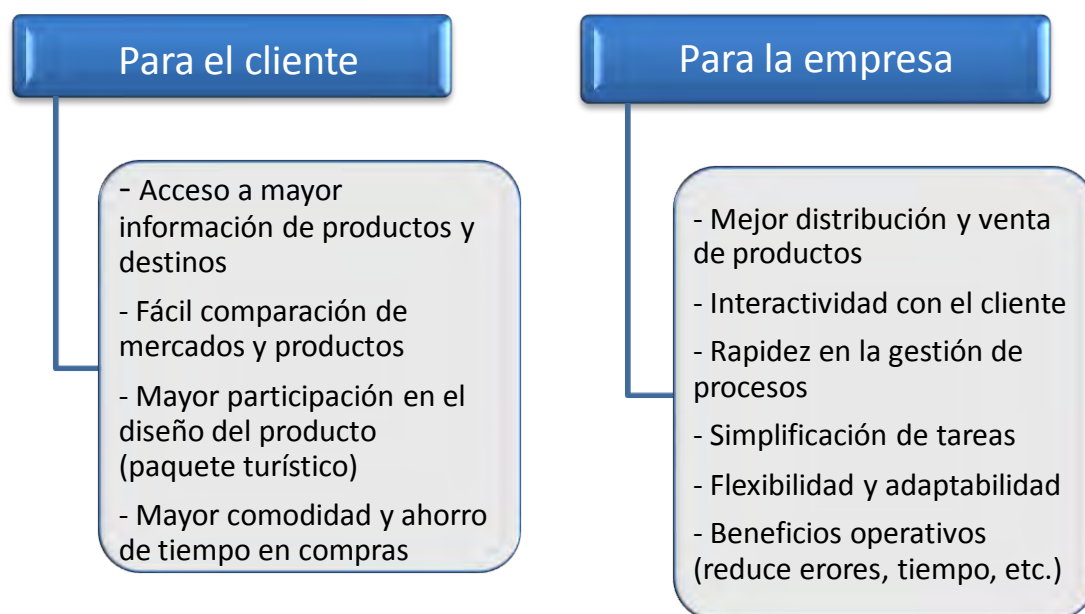 Para el cliente
- Acceso a mayor
información de productos y
destinos
- Fácil comparación de
mercados y productos
- Mayor participación en el
diseño del producto
(paquete turístico)
- Mayor comodidad y ahorro
de tiempo en compras
Para la empresa
- Mejor distribución y venta
de productos
- Interactividad con el cliente
- Rapidez en la gestión de
procesos
- Simplificación de tareas
- Flexibilidad y adaptabilidad
- Beneficios operativos
(reduce erores, tiempo, etc.)